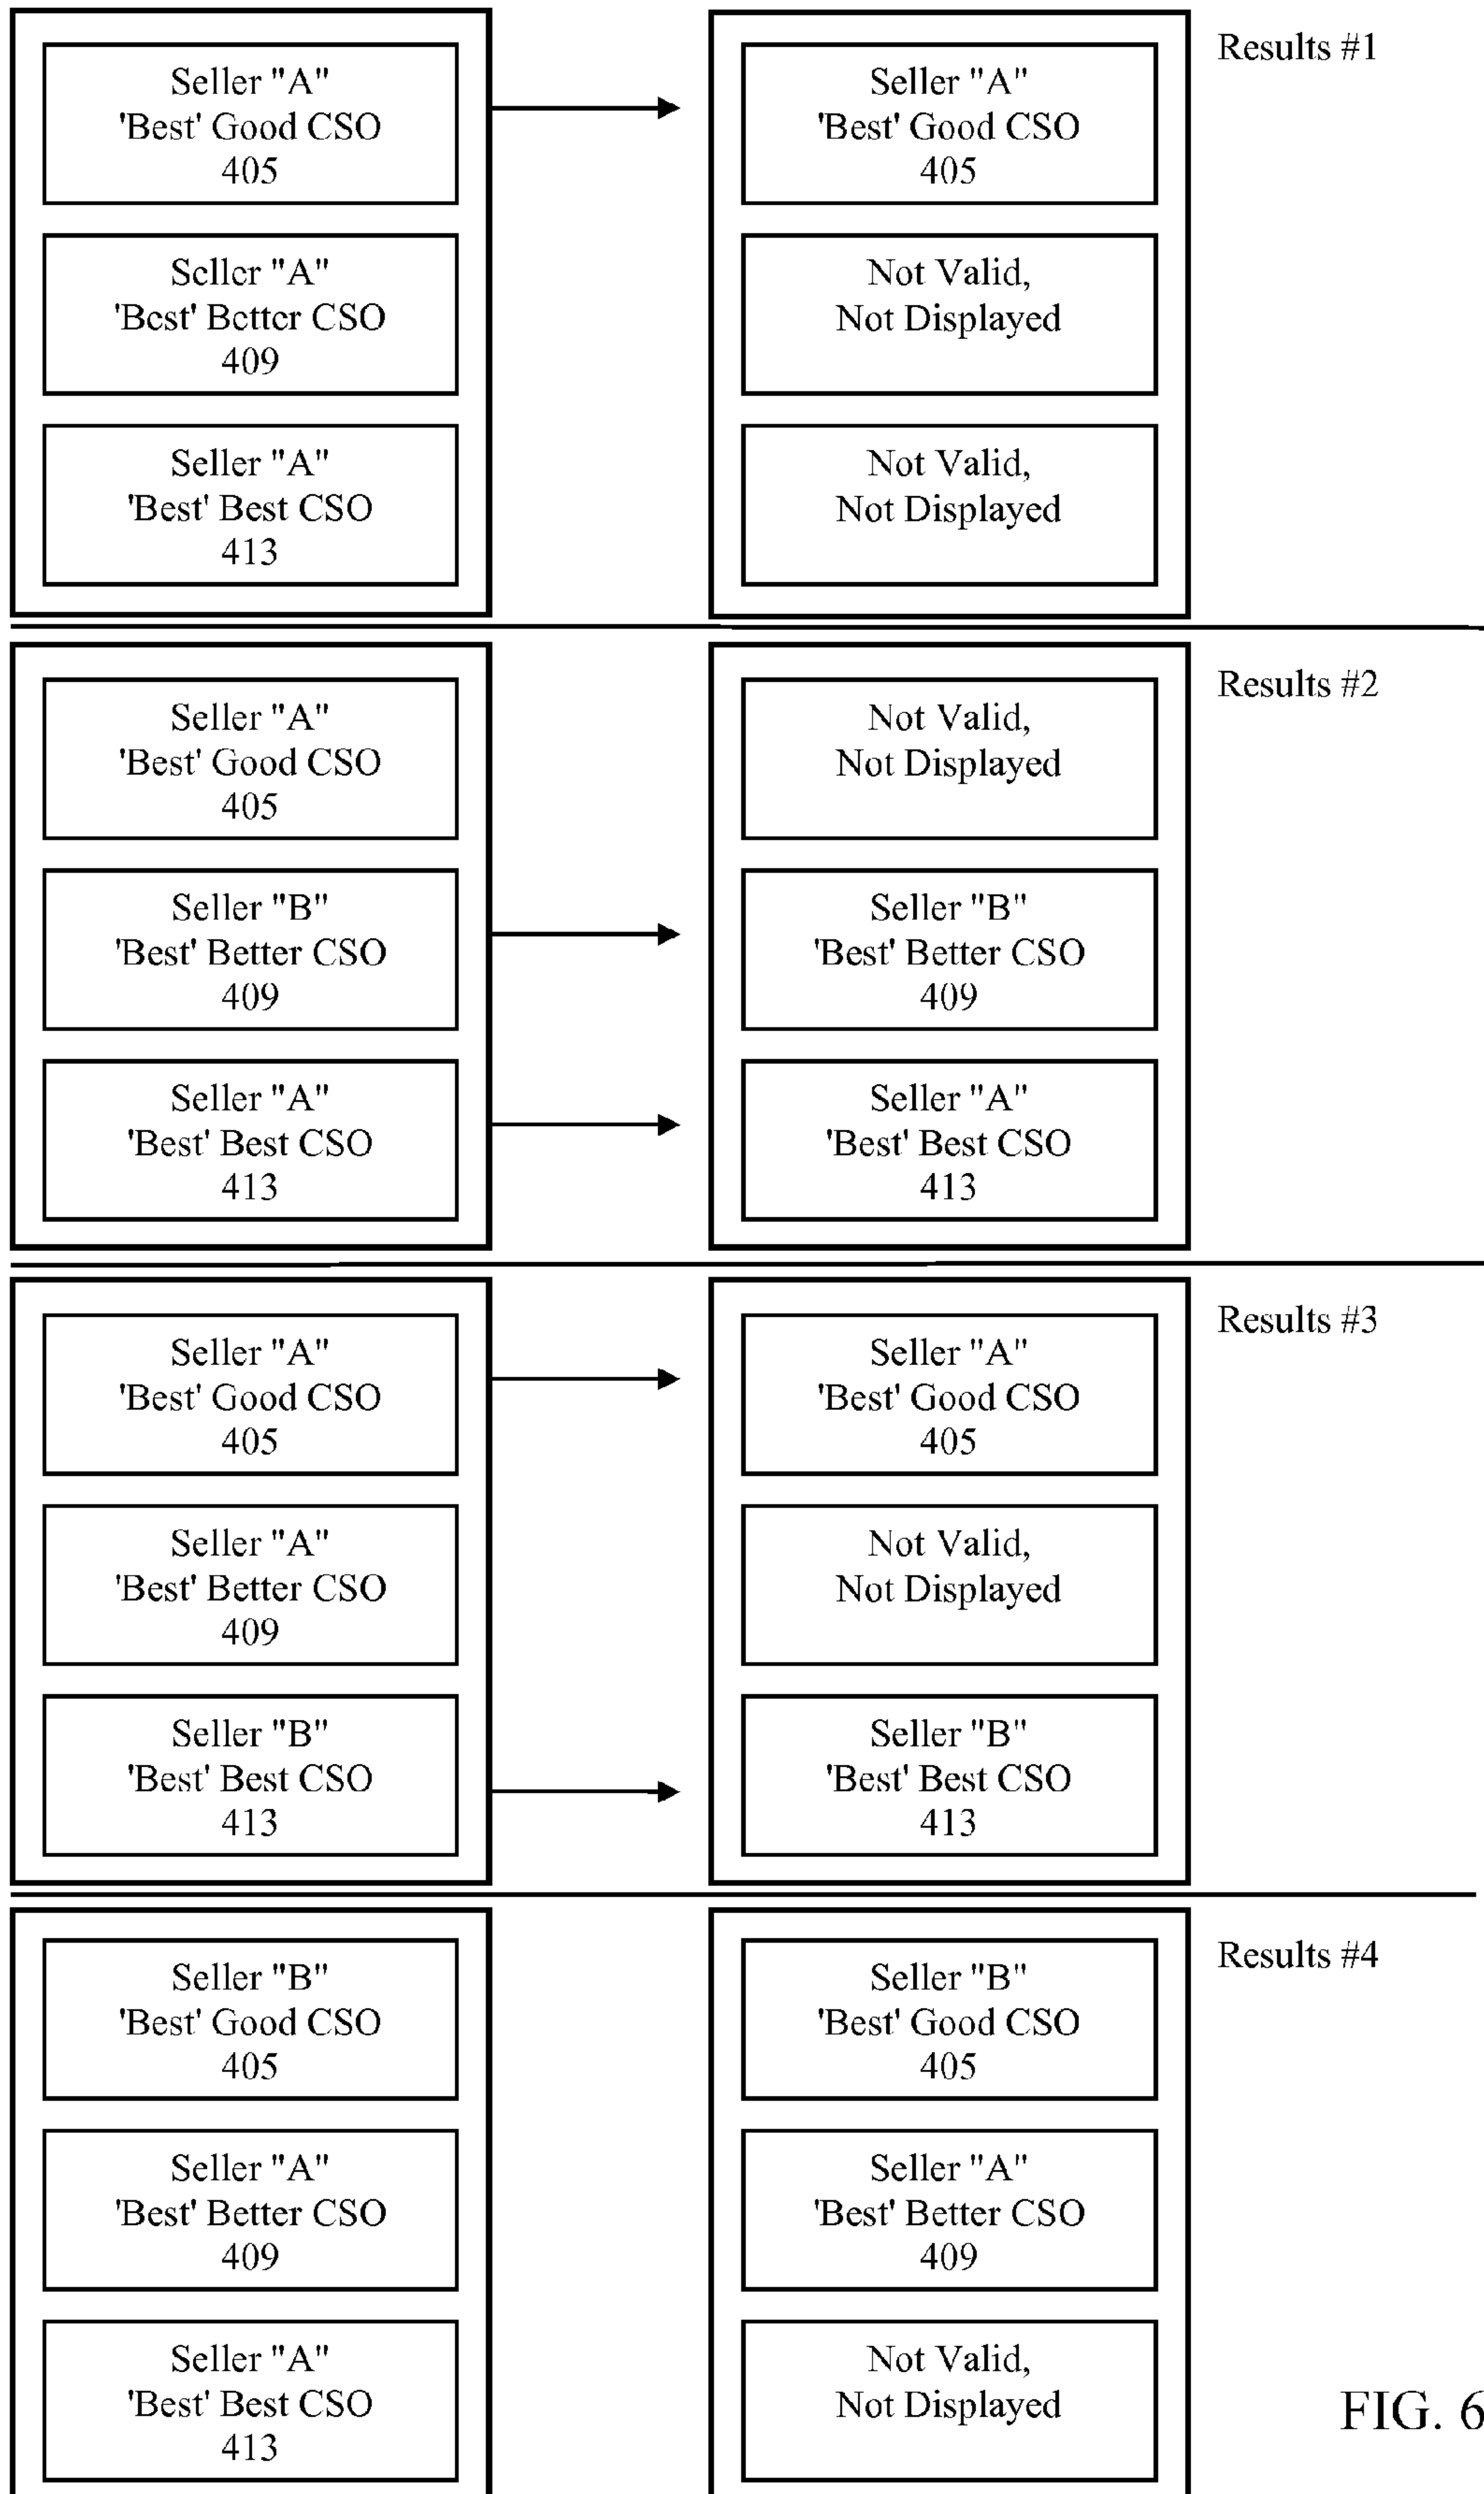 Seller "A"
'Best' Good CSO
405
Seller "A"
'Best' Better CSO
409
Seller "A"
'Best' Best CSO
413
Seller "A"
'Best' Good CSO
405
Not Valid,
Not Displayed
Not Valid,
Not Displayed
Results #1
Seller "A"
'Best' Good CSO
405
Seller "B"
'Best' Better CSO
409
Seller "A"
'Best' Best CSO
413
Not Valid,
Not Displayed
Seller "B"
'Best' Better CSO
409
Seller "A"
'Best' Best CSO
413
Results #2
Seller "A"
'Best' Good CSO
405
Seller "A"
'Best' Better CSO
409
Seller "B"
'Best' Best CSO
413
Seller "A"
'Best' Good CSO
405
Not Valid,
Not Displayed
Seller "B"
'Best' Best CSO
413
Results #3
Seller "B"
'Best' Good CSO
405
Seller "A"
'Best' Better CSO
409
Seller "A"
'Best' Best CSO
413
Seller "B"
'Best' Good CSO
405
Seller "A"
'Best' Better CSO
409
Not Valid,
Not Displayed
Results #4
FIG. 6